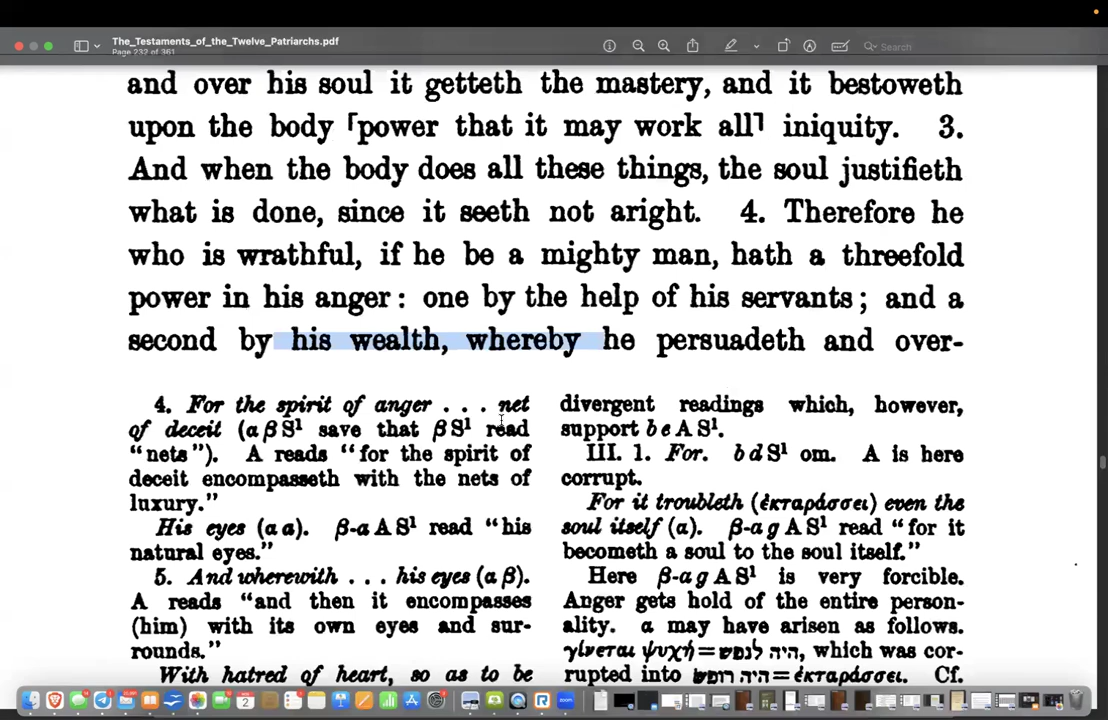 The_Testaments_of_the_Twelve_Patriarchs.pdf
Page 232 of 361
Search
and over his soul it getteth the mastery, and it bestoweth
upon the body ⌜power that it may work all⌝ iniquity. 3.
And when the body does all these things, the soul justifieth
what is done, since it seeth not aright. 4. Therefore he
who is wrathful, if he be a mighty man, hath a threefold
power in his anger: one by the help of his servants; and a
second by his wealth, whereby he persuadeth and over-
4. For the spirit of anger . . . net
of deceit (α β S¹ save that β S¹ read
"nets"). A reads "for the spirit of
deceit encompasseth with the nets of
luxury."
His eyes (α a). β-a A S¹ read "his
natural eyes."
5. And wherewith . . . his eyes (α β).
A reads "and then it encompasses
(him) with its own eyes and sur-
rounds."
With hatred of heart, so as to be
divergent readings which, however,
support b e A S¹.
III. 1. For. b d S¹ om. A is here
corrupt.
For it troubleth (ἐκταράσσει) even the
soul itself (α). β-a g A S¹ read "for it
becometh a soul to the soul itself."
Here β-a g A S¹ is very forcible.
Anger gets hold of the entire person-
ality. α may have arisen as follows.
γίνεται ψυχή = היה לנפש, which was cor-
rupted into היה רופש = ἐκταράσσει. Cf.